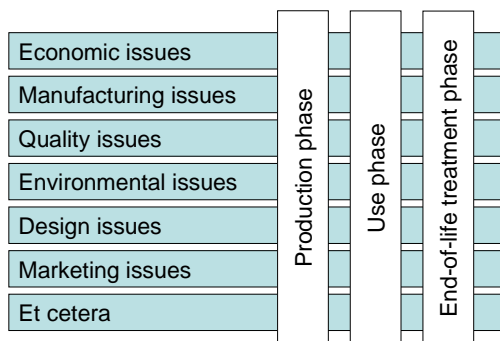 Economic issues
Manufacturing issues
Quality issues
Environmental issues
Design issues
Marketing issues
Et cetera
Production phase
Use phase
End-of-life treatment phase